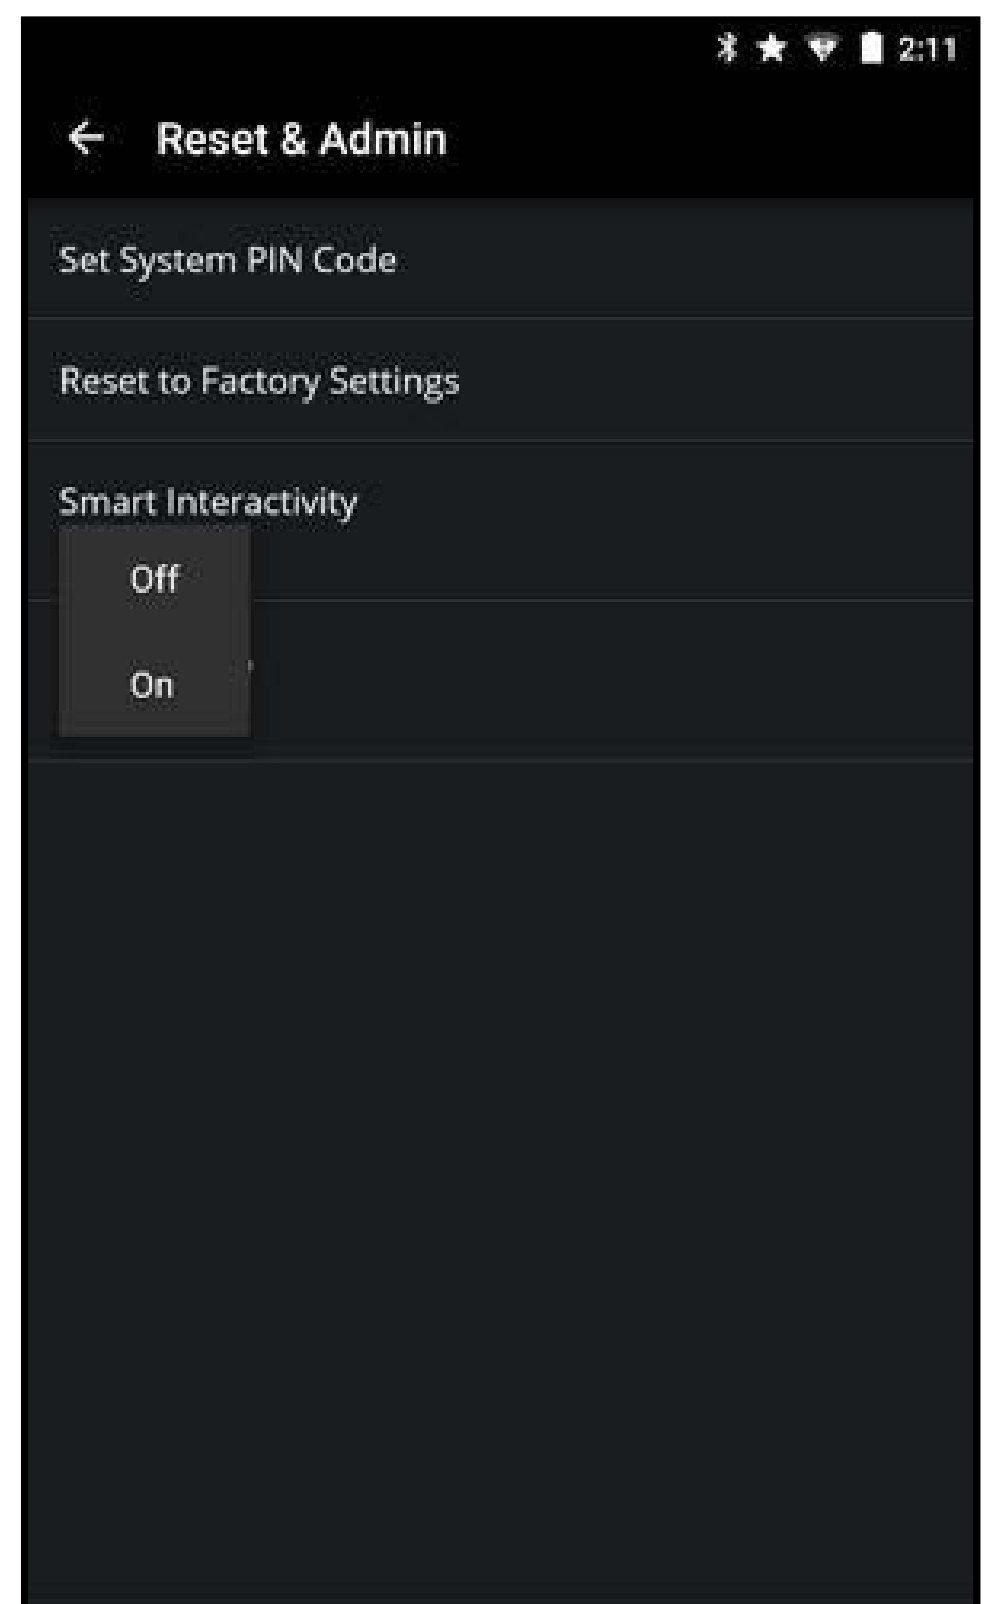 2:11
Reset & Admin
Set System PIN Code
Reset to Factory Settings
Smart Interactivity
Off
On